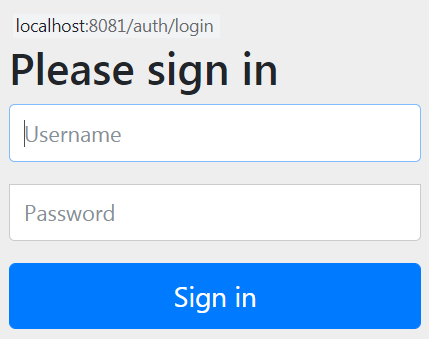 localhost:8081/auth/login
Please sign in
Username
Password
Sign in